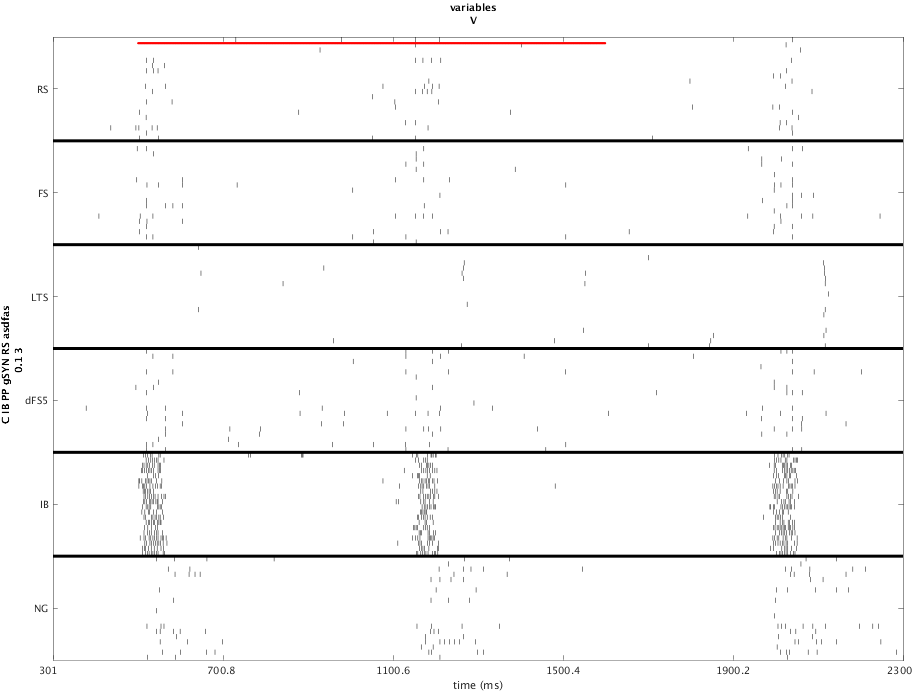 variables
V
RS
FS
LTS
dFS5
IB
NG
C IB PP gSYN RS asdfas
0.1 3
301
700.8
1100.6
1500.4
1900.2
2300
time (ms)